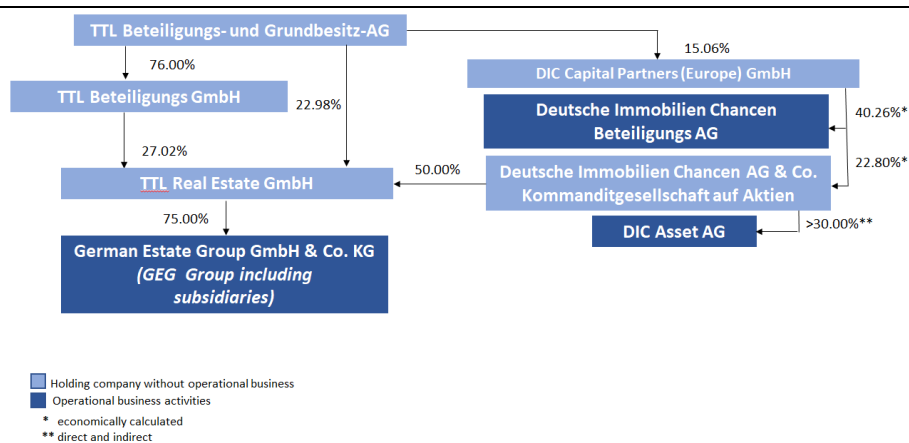 TTL Beteiligungs- und Grundbesitz-AG
15.06%
76.00%
DIC Capital Partners (Europe) GmbH
TTL Beteiligungs GmbH
22.98%
Deutsche Immobilien Chancen
Beteiligungs AG
40.26%*
27.02%
22.80%*
TTL Real Estate GmbH
50.00%
Deutsche Immobilien Chancen AG & Co.
Kommanditgesellschaft auf Aktien
75.00%
>30.00%**
DIC Asset AG
German Estate Group GmbH & Co. KG
(GEG Group including
subsidiaries)
Holding company without operational business
Operational business activities
* economically calculated
** direct and indirect